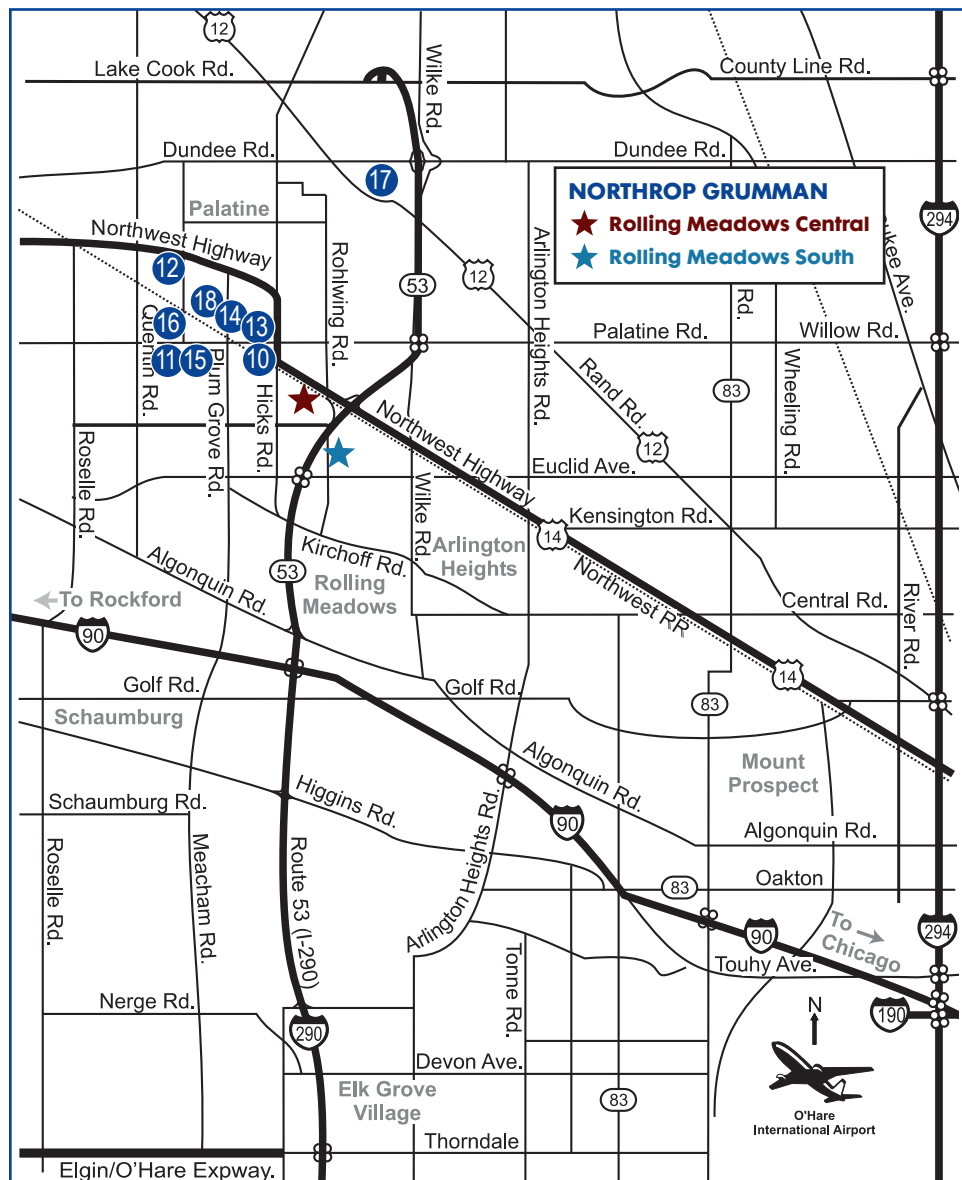 12
12
Lake Cook Rd.
Wilke Rd.
County Line Rd.
Dundee Rd.
Dundee Rd.
17
NORTHROP GRUMMAN
Rolling Meadows Central
Rolling Meadows South
Palatine
294
ukee Ave.
Northwest Highway
12
Rohlwing Rd.
53
12
Arlington Heights Rd.
Rd.
18
14
13
16
Quentin Rd.
Palatine Rd.
Willow Rd.
11
15
10
Plum Grove Rd.
Hicks Rd.
83
Wheeling Rd.
Rand Rd.
12
Northwest Highway
Roselle Rd.
Euclid Ave.
Wilke Rd.
14
Kensington Rd.
Algonquin Rd.
Kirchoff Rd.
Arlington
Heights
53
Rolling
Meadows
Northwest RR
To Rockford
Central Rd.
River Rd.
90
14
Golf Rd.
Golf Rd.
83
Schaumburg
Mount
Prospect
Algonquin Rd.
Higgins Rd.
Schaumburg Rd.
90
Algonquin Rd.
Roselle Rd.
Meacham Rd.
Route 53 (I-290)
Arlington Heights Rd.
83
Oakton
90
To
Chicago
294
Tonne Rd.
Touhy Ave.
Nerge Rd.
190
N
290
Devon Ave.
Elk Grove
Village
83
O'Hare
International Airport
Thorndale
Elgin/O'Hare Expway.